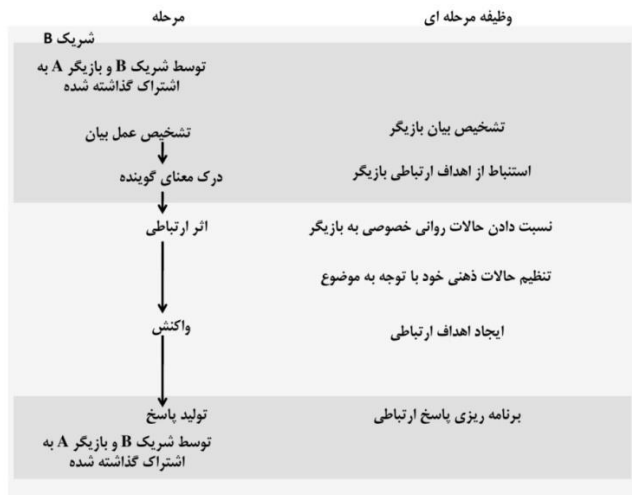 وظیفه مرحله ای
مرحله
شریک B
توسط شریک B و بازیگر A به
اشتراک گذاشته شده
تشخیص بیان بازیگر
تشخیص عمل بیان
استنباط از اهداف ارتباطی بازیگر
درک معنای گوینده
نسبت دادن حالات روانی خصوصی به بازیگر
اثر ارتباطی
تنظیم حالات ذهنی خود با توجه به موضوع
ایجاد اهداف ارتباطی
واکنش
برنامه ریزی پاسخ ارتباطی
تولید پاسخ
توسط شریک B و بازیگر A به
اشتراک گذاشته شده